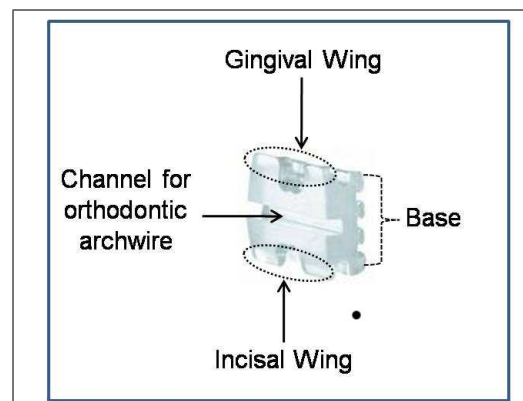 Gingival Wing
Channel for
orthodontic
archwire
Base
Incisal Wing